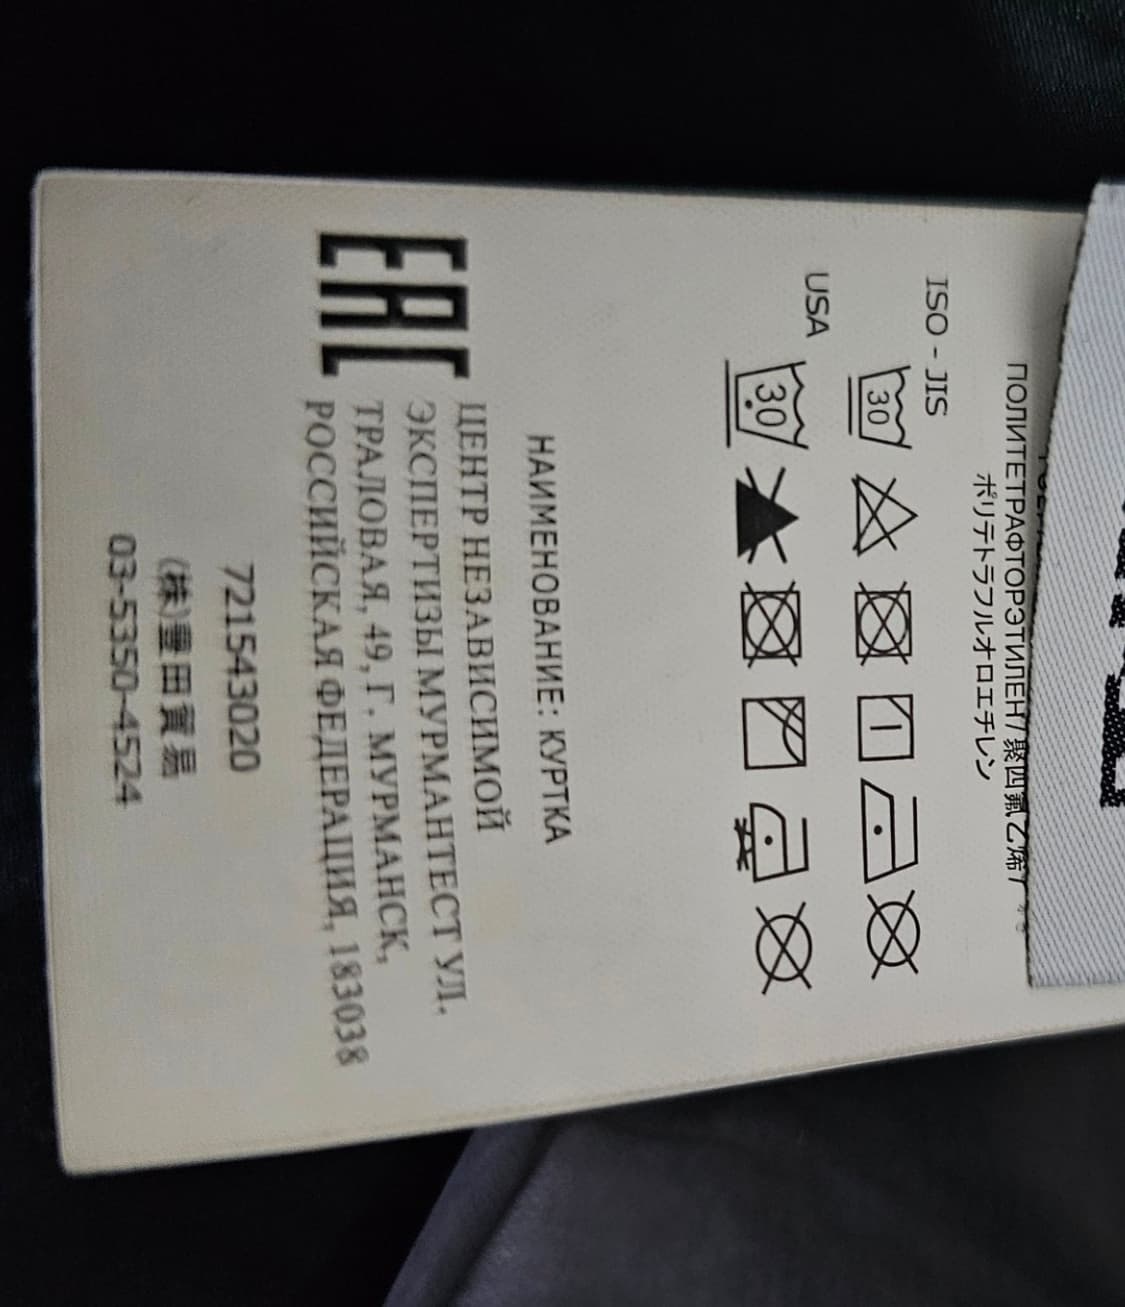 ПОЛИТЕТРАФТОРЭТИЛЕН/ 聚四氟乙烯/
ポリテトラフルオロエチレン
ISO - JIS
30
USA
30
НАИМЕНОВАНИЕ: КУРТКА
EAC
ЦЕНТР НЕЗАВИСИМОЙ
ЭКСПЕРТИЗЫ МУРМАНТЕСТ УЛ.
ТРАЛОВАЯ, 49, Г. МУРМАНСК,
РОССИЙСКАЯ ФЕДЕРАЦИЯ, 183038
721543020
(株)豊田貿易
03-5350-4524